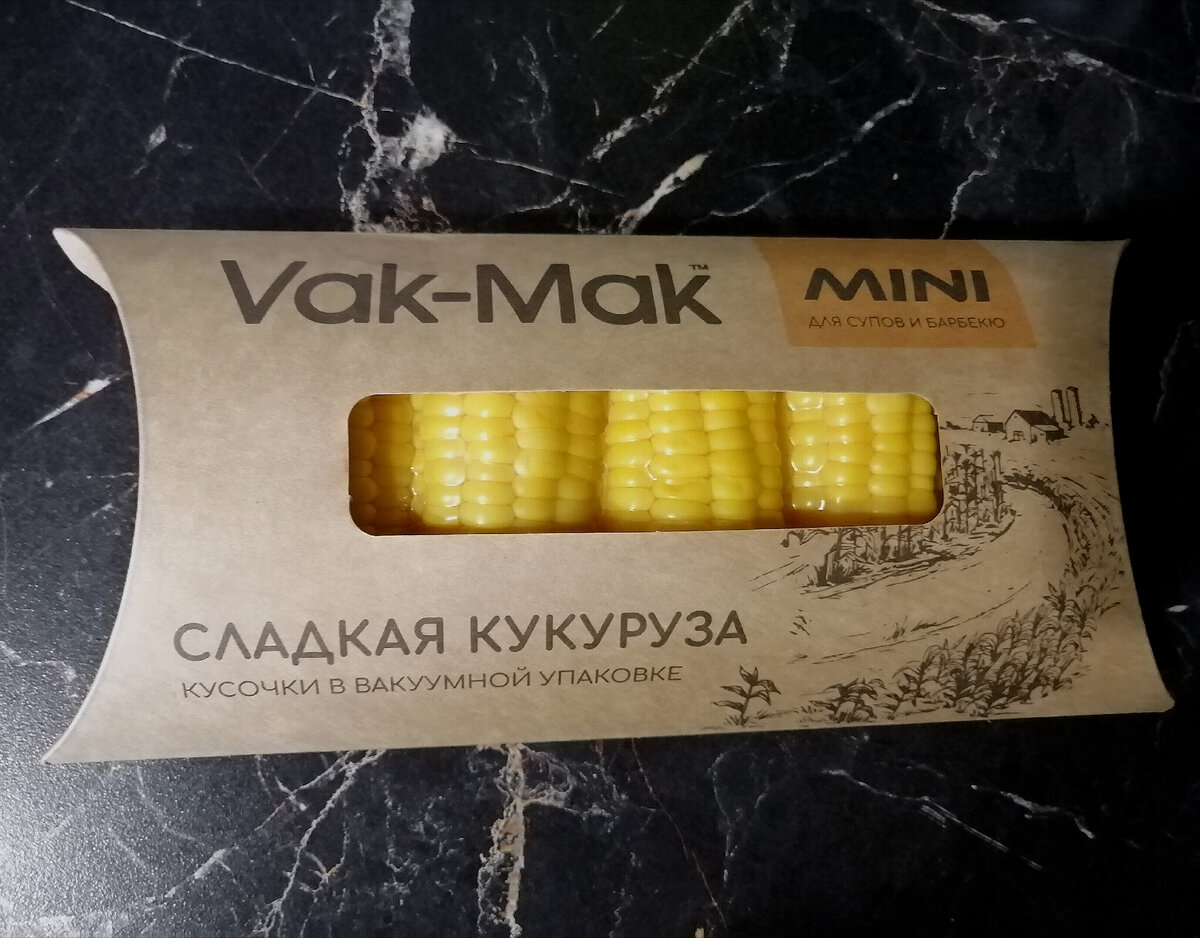 Vak-Mak™
MINI
ДЛЯ СУПОВ И БАРБЕКЮ
СЛАДКАЯ КУКУРУЗА
КУСОЧКИ В ВАКУУМНОЙ УПАКОВКЕ